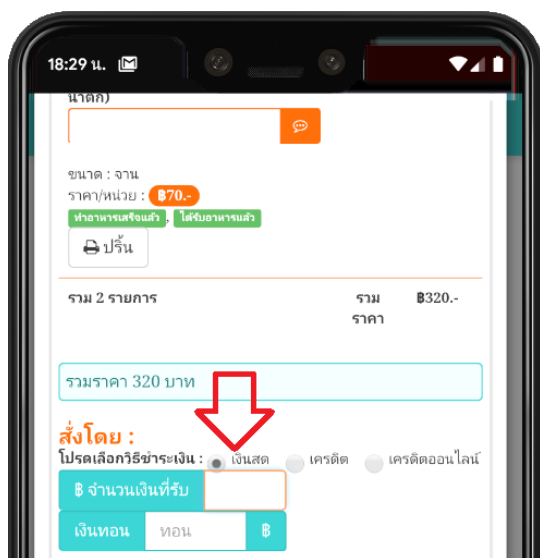 18:29 น.
น้ำตก)
ขนาด : จาน
ราคา/หน่วย : ฿70.-
ทำอาหารเสร็จแล้ว , ได้รับอาหารแล้ว
ปริ้น
รวม 2 รายการ รวม ราคา ฿320.-
รวมราคา 320 บาท
สั่งโดย :
โปรดเลือกวิธีชำระเงิน : เงินสด เครดิต เครดิตออนไลน์
฿ จำนวนเงินที่รับ
เงินทอน ทอน ฿